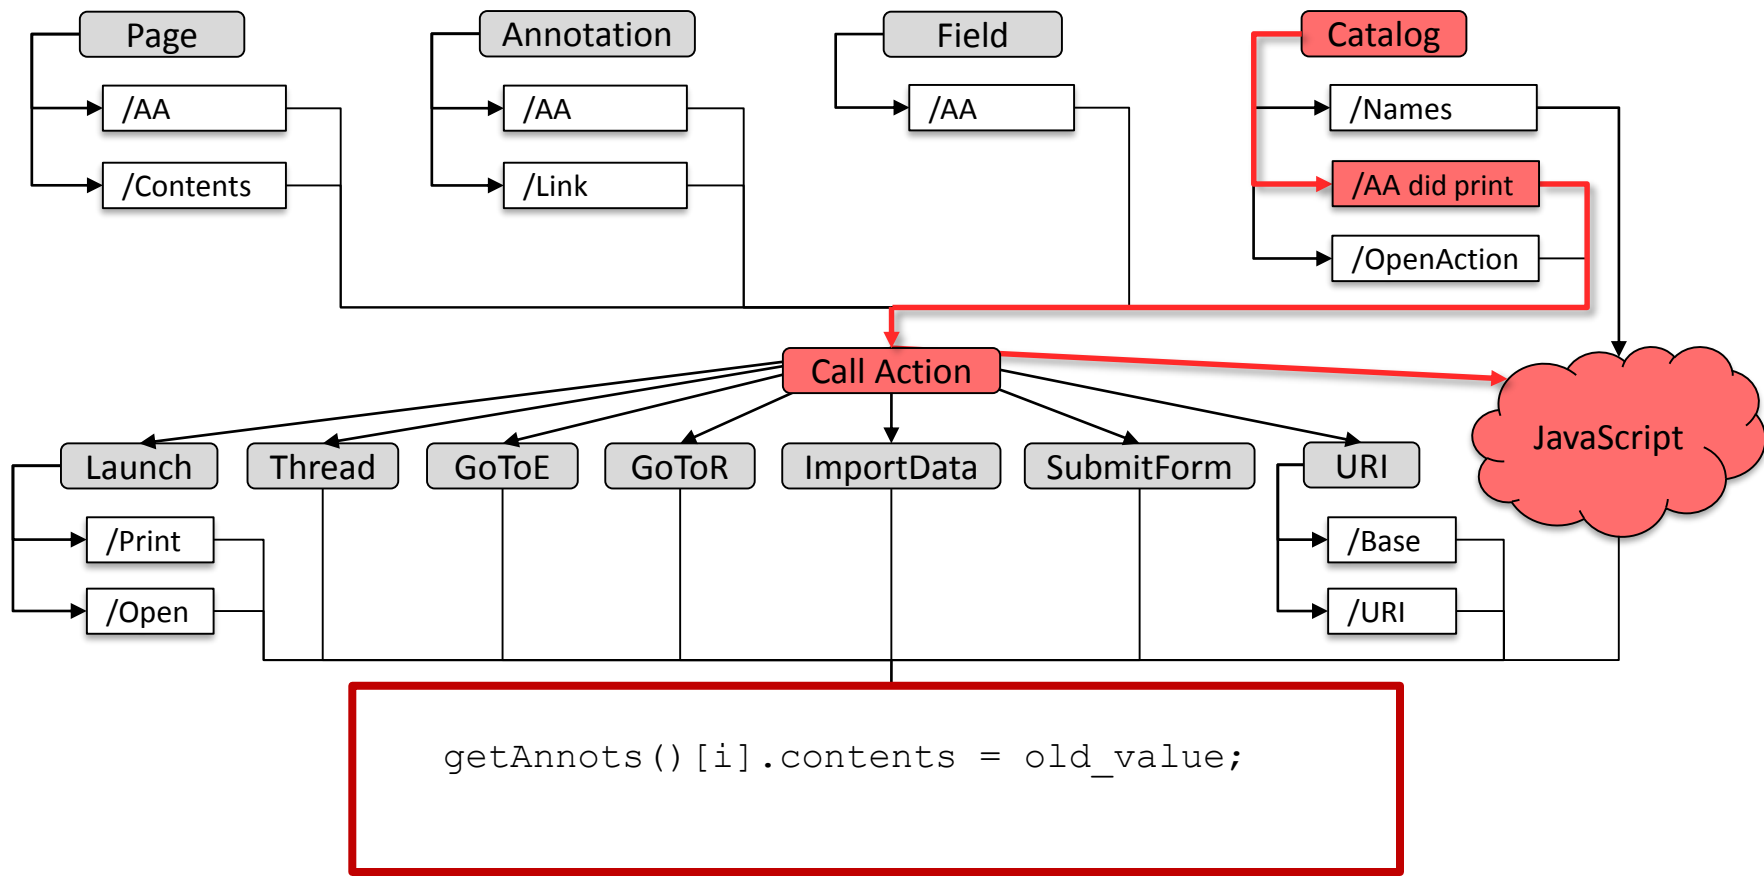 Page
Annotation
Field
Catalog
/AA
/AA
/AA
/Names
/Contents
/Link
/AA did print
/OpenAction
Call Action
JavaScript
Launch
Thread
GoToE
GoToR
ImportData
SubmitForm
URI
/Print
/Base
/Open
/URI
getAnnots()[i].contents = old_value;